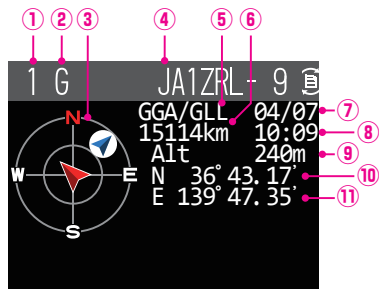 ① ② ③ ④ ⑤ ⑥
1 G JA1ZRL- 9
N
GGA/GLL 04/07 ⑦
15114km 10:09 ⑧
Alt 240m ⑨
W E N 36°43.17' ⑩
E 139°47.35' ⑪
S